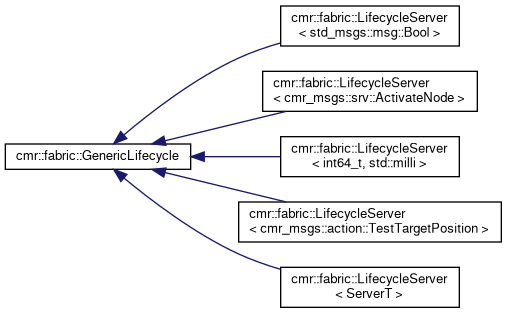 cmr::fabric::LifecycleServer
< std_msgs::msg::Bool >
cmr::fabric::LifecycleServer
< cmr_msgs::srv::ActivateNode >
cmr::fabric::GenericLifecycle
cmr::fabric::LifecycleServer
< int64_t, std::milli >
cmr::fabric::LifecycleServer
< cmr_msgs::action::TestTargetPosition >
cmr::fabric::LifecycleServer
< ServerT >